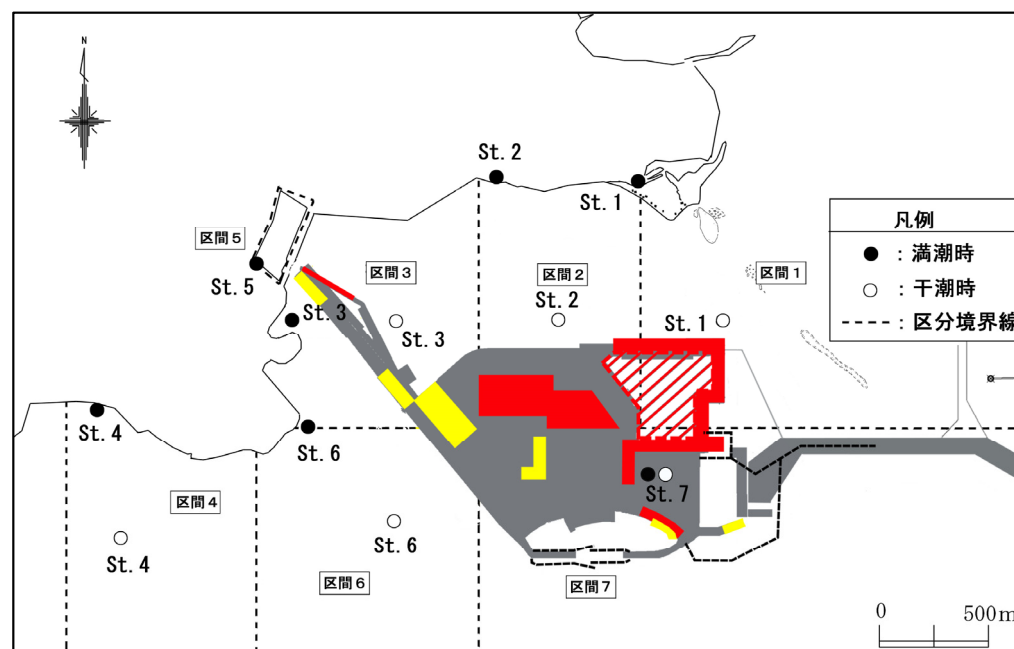 N
St. 2
St. 1
区間5
St. 5
区間3
区間2
区間1
凡例
● : 満潮時
○ : 干潮時
----- : 区分境界線
St. 3
St. 3
St. 2
St. 1
St. 4
St. 6
St. 7
区間4
St. 4
St. 6
区間6
区間7
0 500m